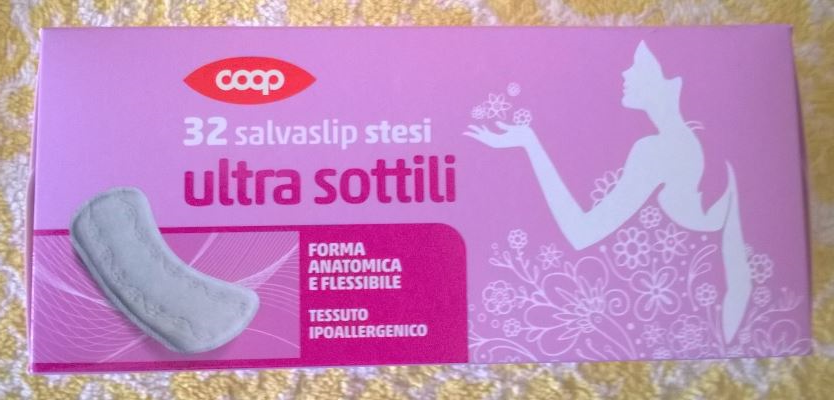 coop
32 salvaslip stesi
ultra sottili
FORMA
ANATOMICA
E FLESSIBILE
TESSUTO
IPOALLERGENICO